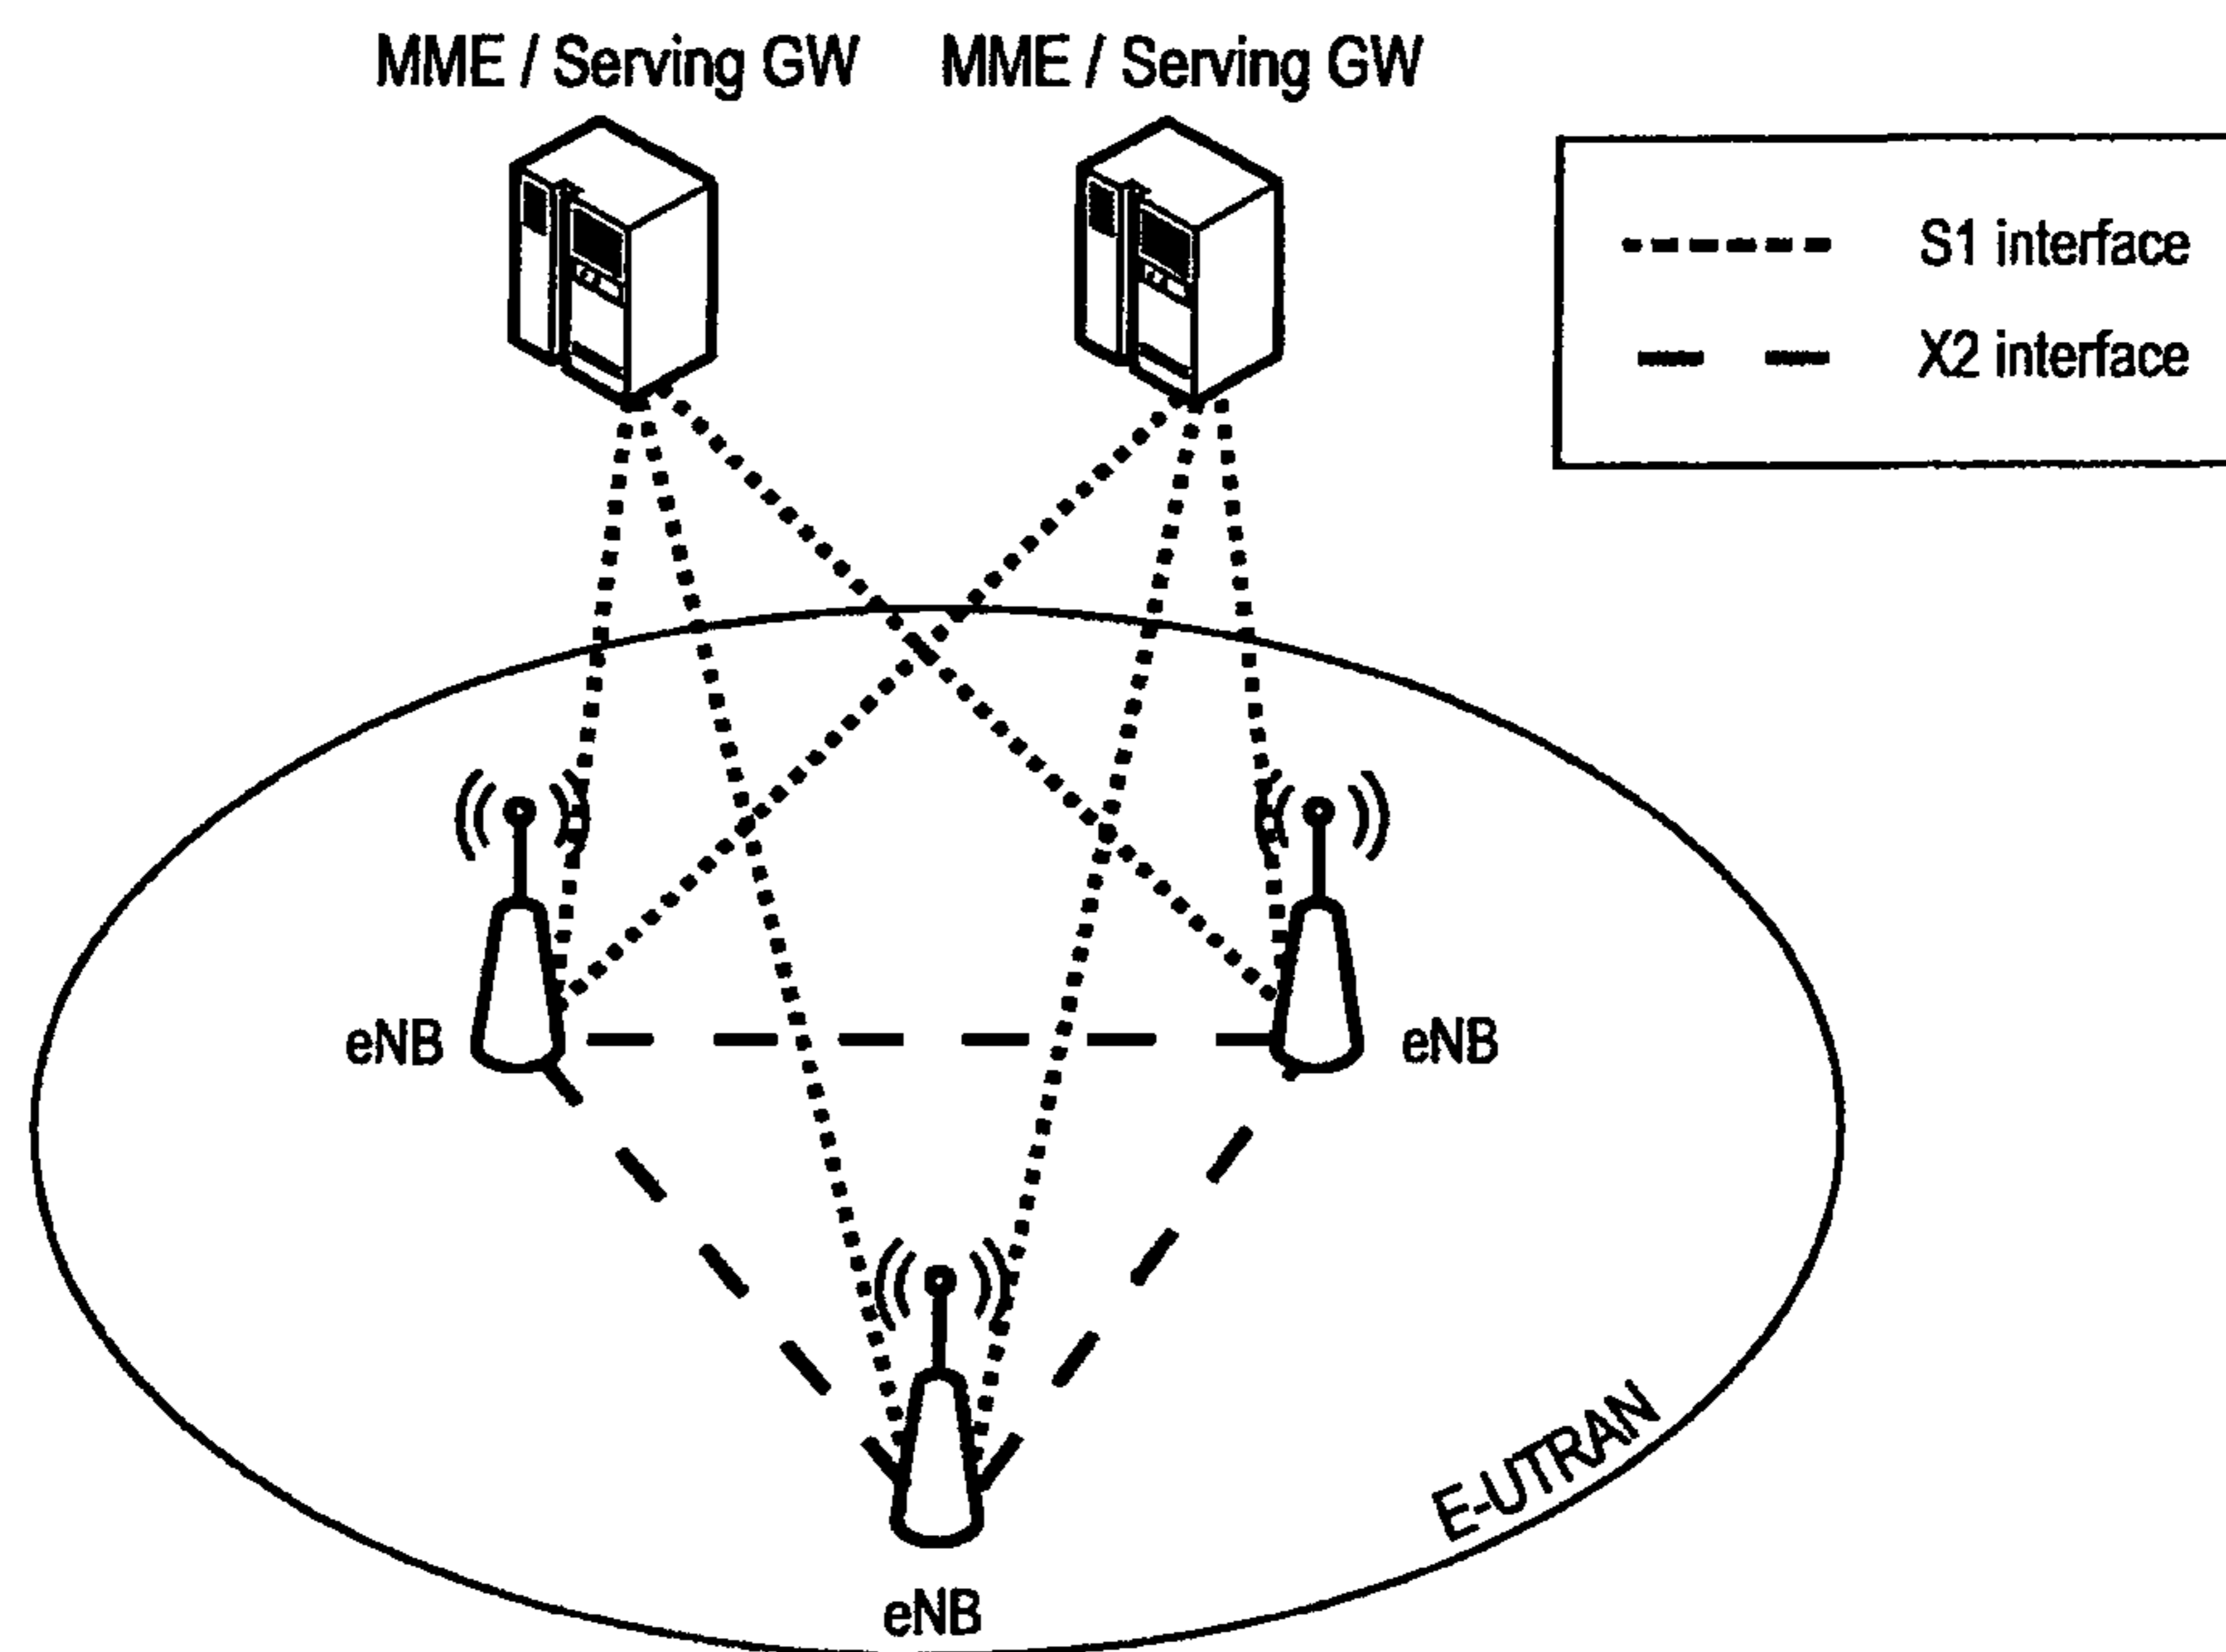 MME / Serving GW
MME / Serving GW
S1 interface
X2 interface
eNB
eNB
eNB
E-UTRAN